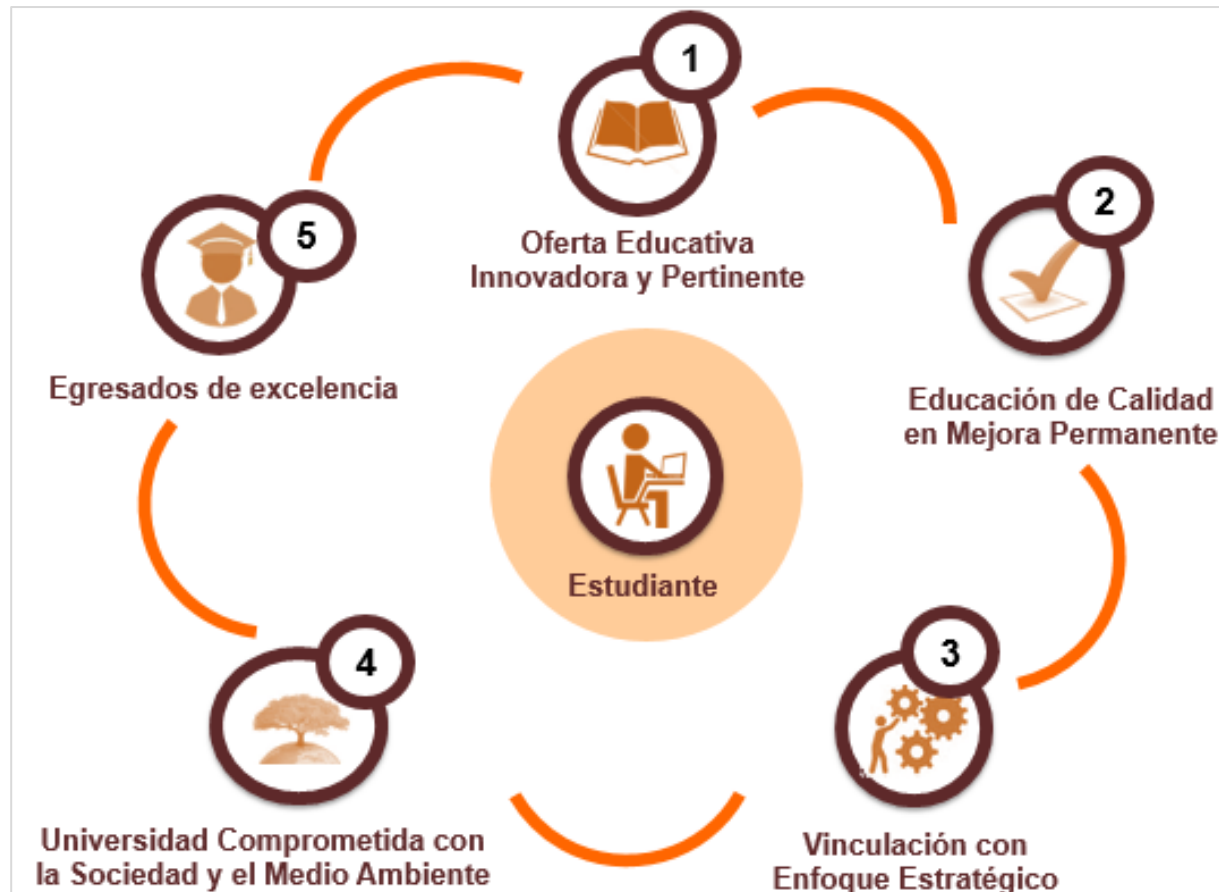 1
Oferta Educativa
Innovadora y Pertinente
2
Educación de Calidad
en Mejora Permanente
3
Vinculación con
Enfoque Estratégico
4
Universidad Comprometida con
la Sociedad y el Medio Ambiente
5
Egresados de excelencia
Estudiante